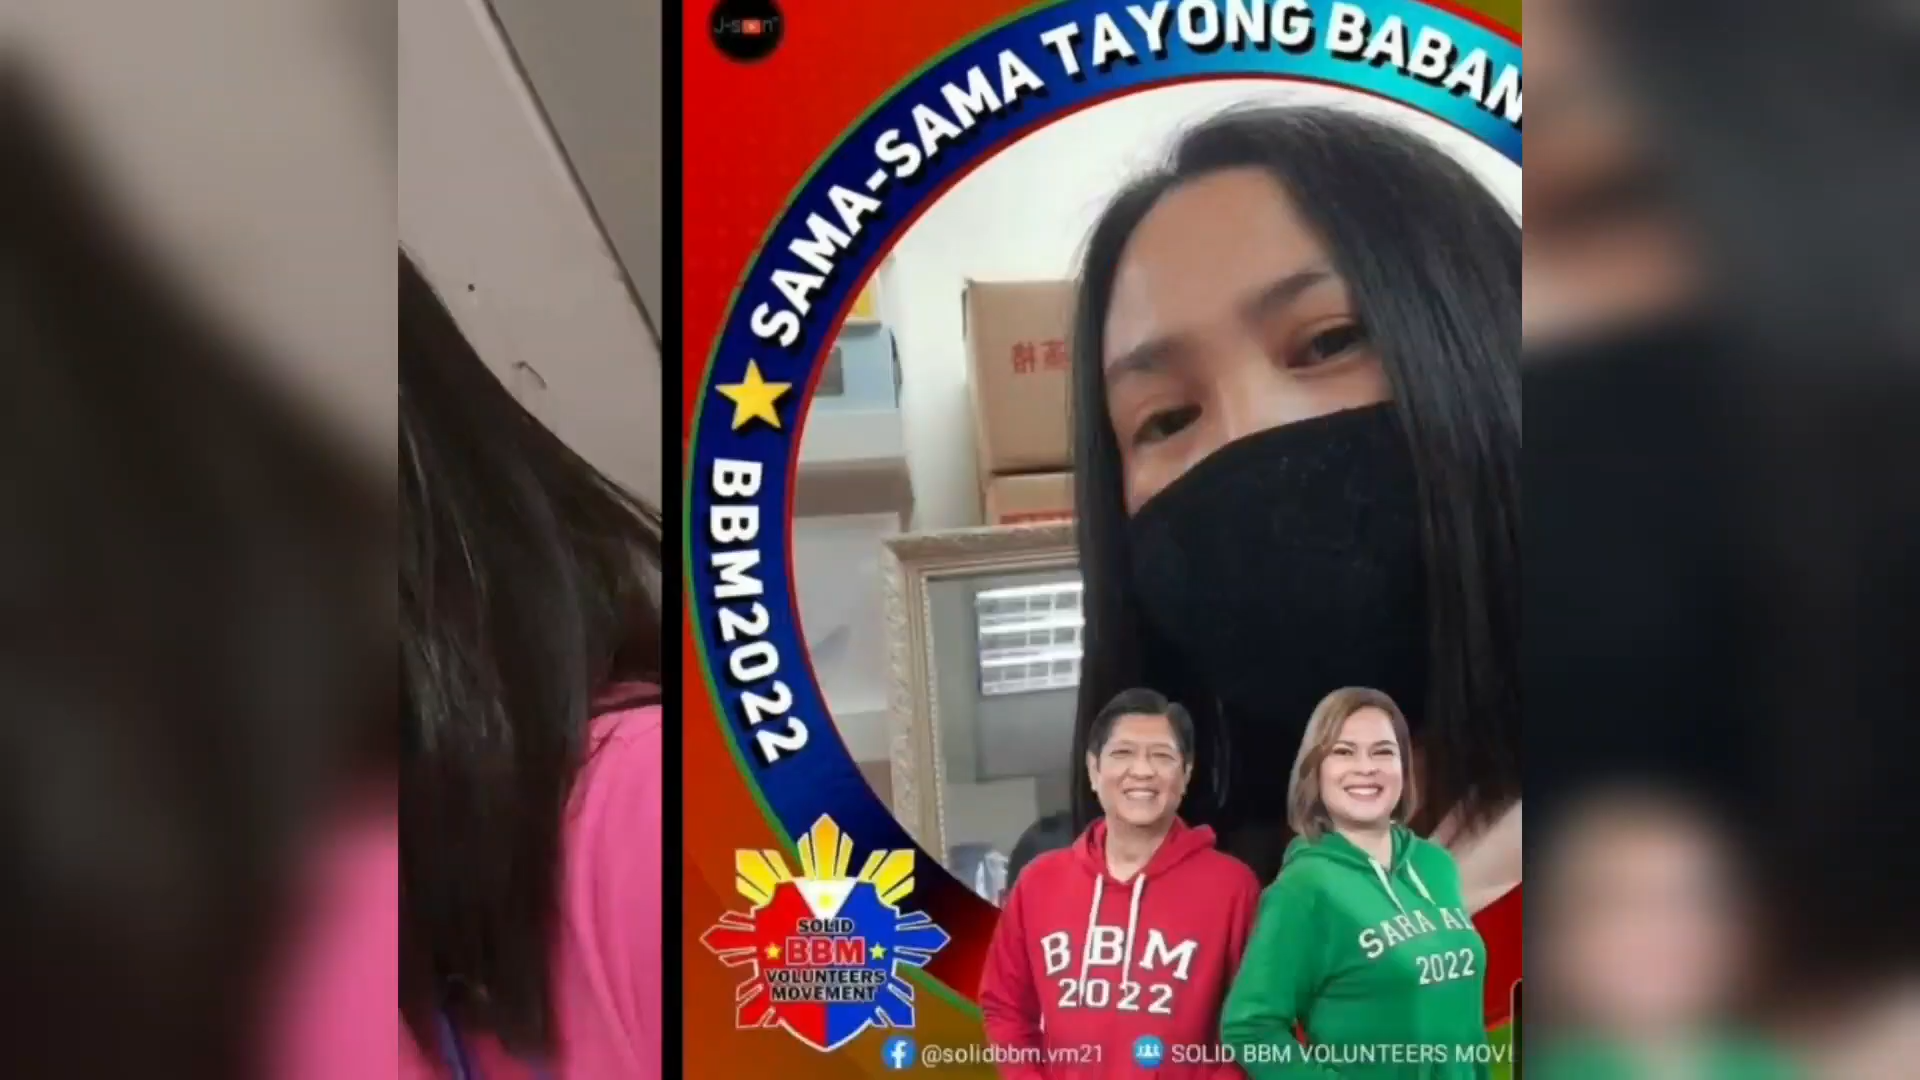 J-s n
SAMA-SAMA TAYONG BABAN
BBM2022
SOLID
BBM
VOLUNTEERS
MOVEMENT
BBM
2022
SARA
2022
@solidbbm.vm21
SOLID BBM VOLUNTEERS MOV